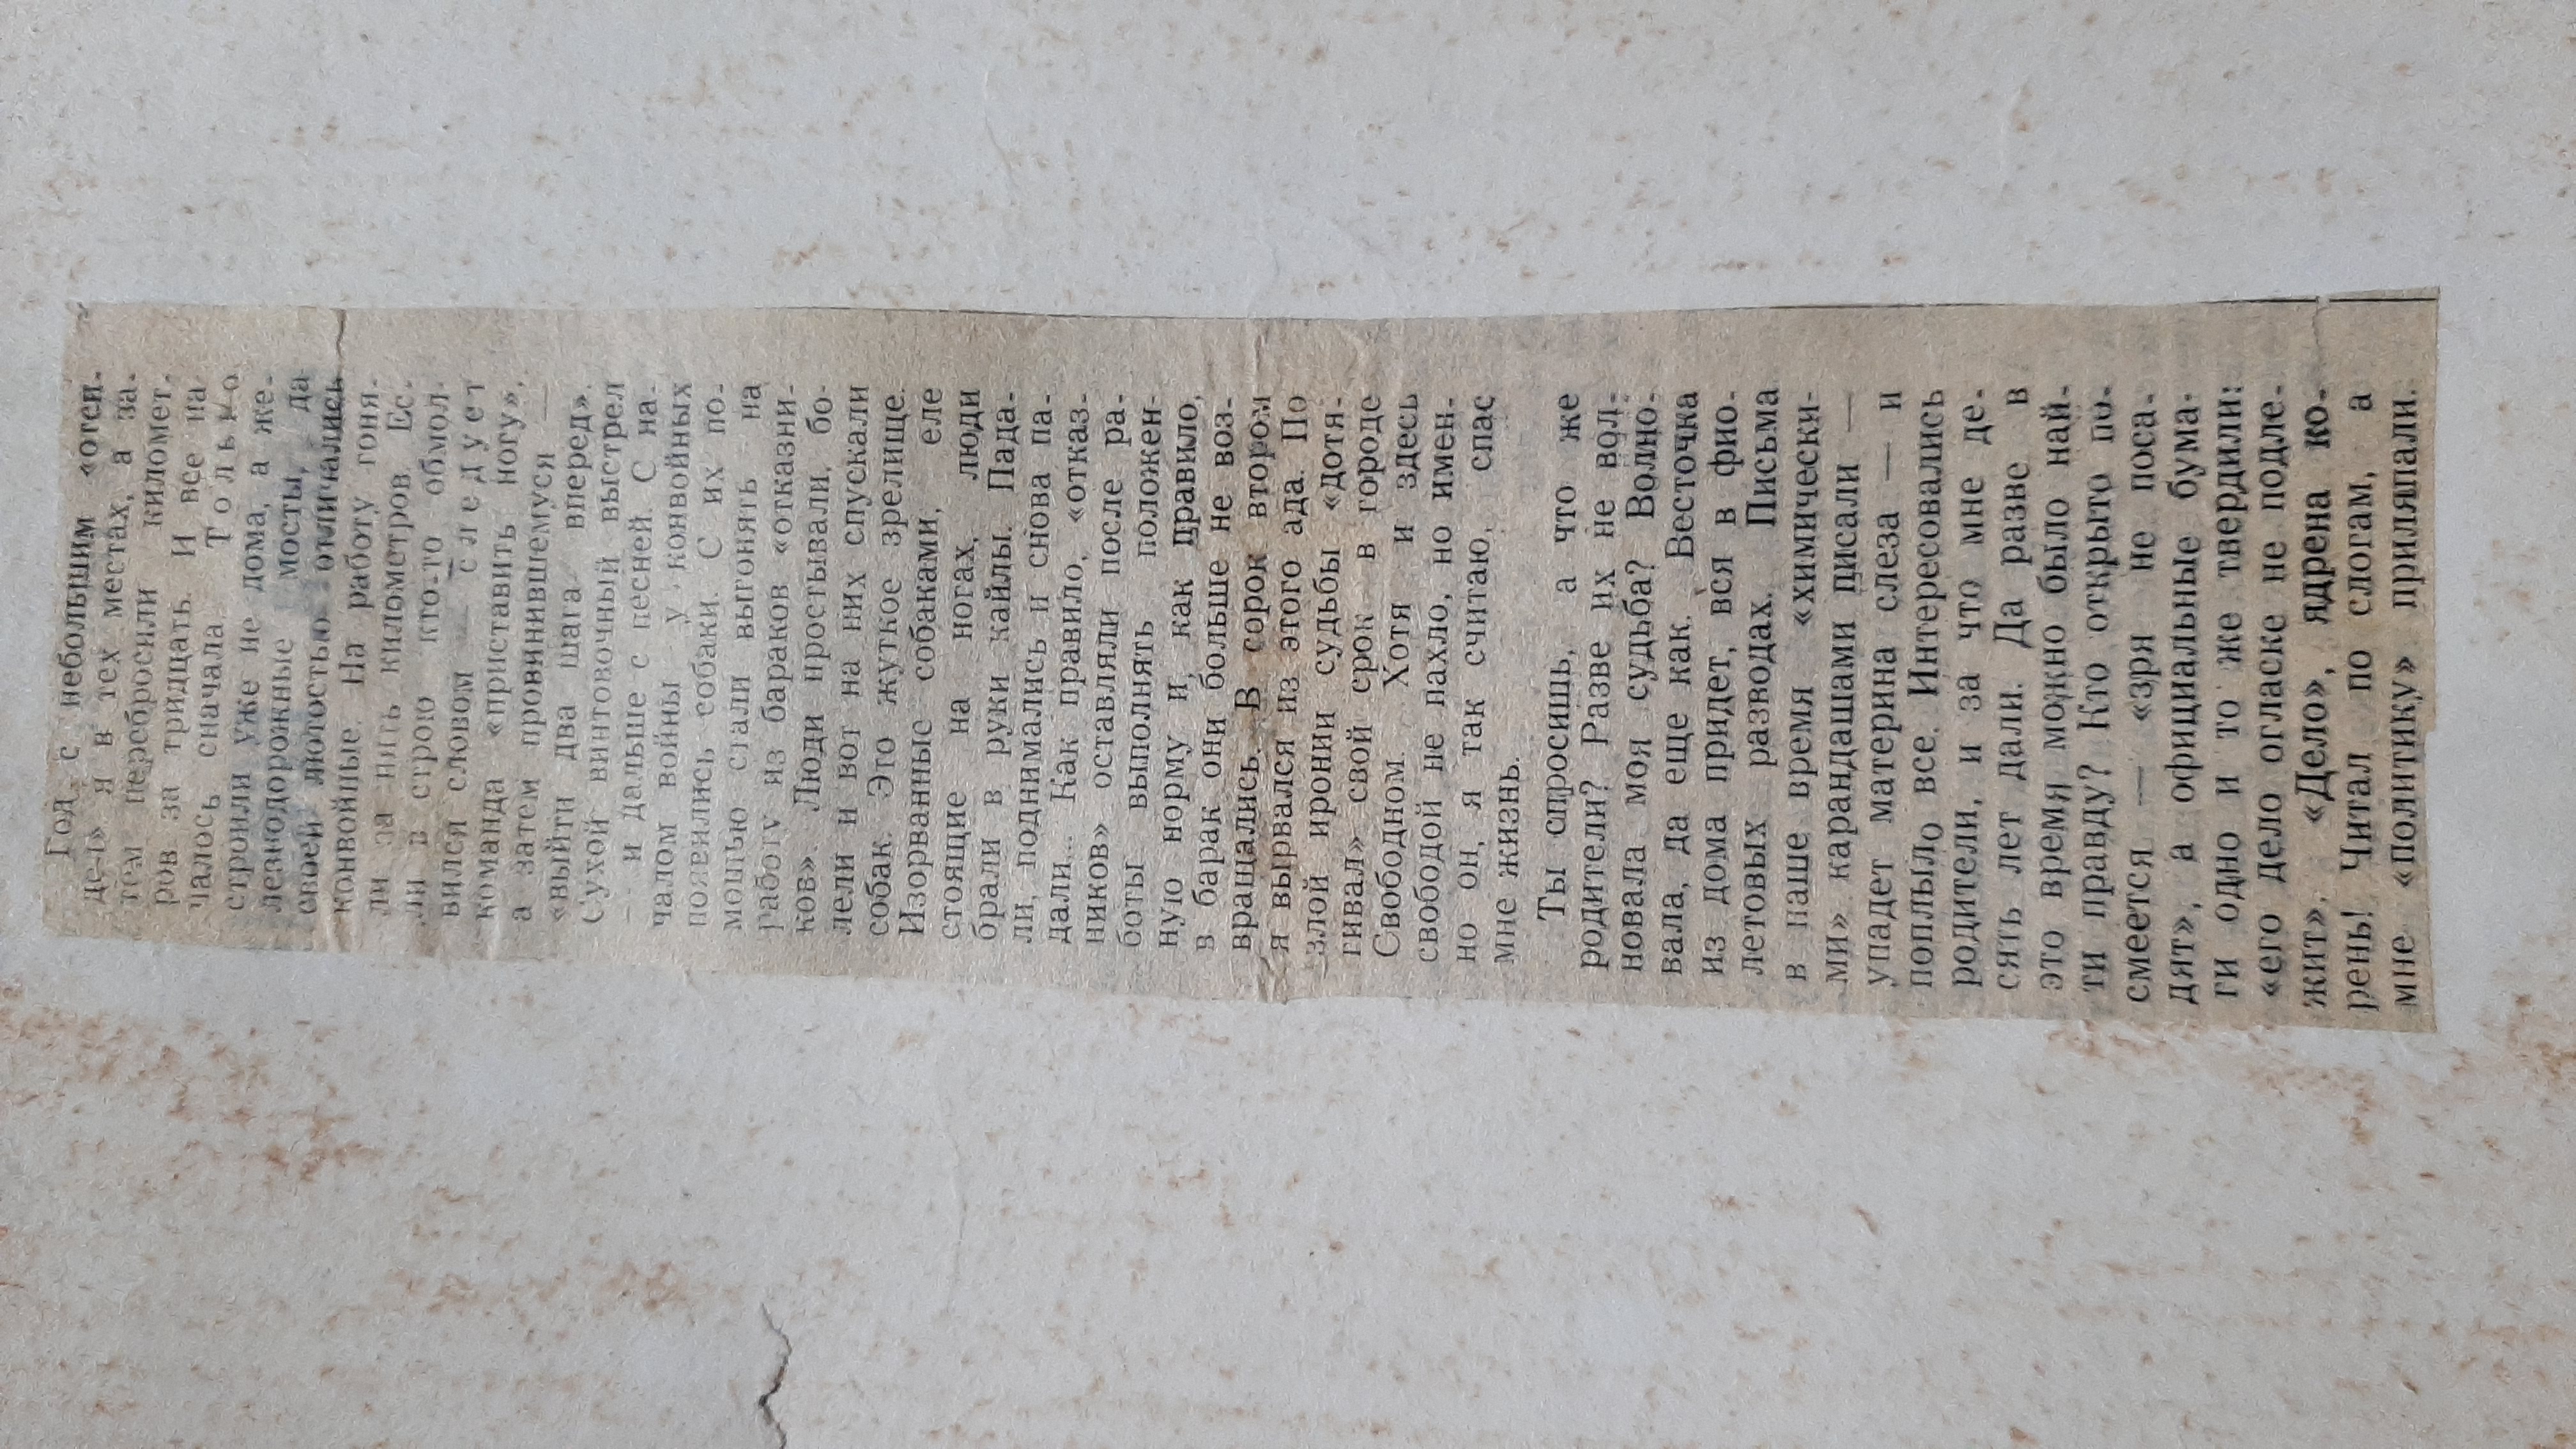 Год с небольшим «отси-
дел» я в тех местах, а за-
тем перебросили километ-
ров за тридцать. И все на-
чалось сначала. Только
строили уже не дома, а же-
лезнодорожные мосты, да
своей лютостью отличались
конвойные. На работу гоня-
ли за пять километров. Ес-
ли в строю кто-то обмол-
вился словом — следует
команда «приставить ногу»,
а затем провинившемуся —
«выйти два шага вперед».
Сухой винтовочный выстрел
— и дальше с песней. С на-
чалом войны у конвойных
появились собаки. С их по-
мощью стали выгонять на
работу из бараков «отказни-
ков». Люди простывали, бо-
лели и вот на них спускали
собак. Это жуткое зрелище.
Изорванные собаками, еле
стоящие на ногах, люди
брали в руки кайлы. Пада-
ли, поднимались и снова па-
дали... Как правило, «отказ-
ников» оставляли после ра-
боты выполнять положен-
ную норму и, как правило,
в барак они больше не воз-
вращались. В сорок втором
я вырвался из этого ада. По
злой иронии судьбы «дотя-
гивал» свой срок в городе
Свободном. Хотя и здесь
свободой не пахло, но имен-
но он, я так считаю, спас
мне жизнь.
Ты спросишь, а что же
родители? Разве их не вол-
новала моя судьба? Волно-
вала, да еще как. Весточка
из дома придет, вся в фио-
летовых разводах. Письма
в наше время «химически-
ми» карандашами писали —
упадет материна слеза — и
поплыло все. Интересовались
родители, и за что мне де-
сять лет дали. Да разве в
это время можно было най-
ти правду? Кто открыто по-
смеется — «зря не поса-
дят», а официальные бума-
ги одно и то же твердили:
«его дело огласке не подле-
жит». «Дело», ядрена ко-
рень! Читал по слогам, а
мне «политику» приляпали.